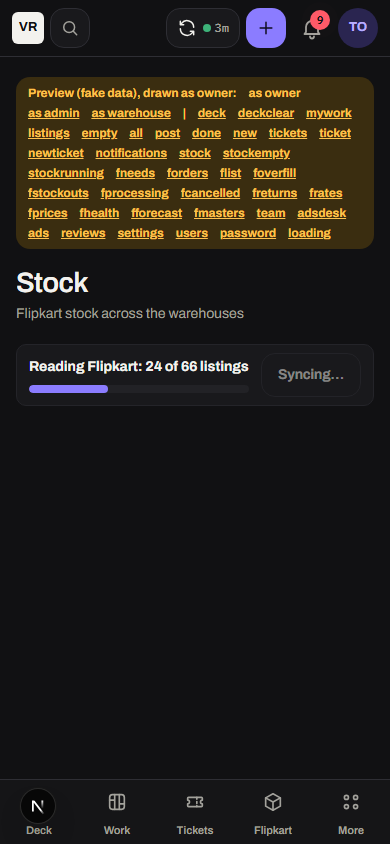 VR 3m 9 TO
Preview (fake data), drawn as owner: as owner
as admin as warehouse | deck deckclear mywork
listings empty all post done new tickets ticket
newticket notifications stock stockempty
stockrunning fneeds forders flist foverfill
fstockouts fprocessing fcancelled freturns frates
fprices fhealth fforecast fmasters team adsdesk
ads reviews settings users password loading
Stock
Flipkart stock across the warehouses
Reading Flipkart: 24 of 66 listings Syncing...
N
Deck Work Tickets Flipkart More